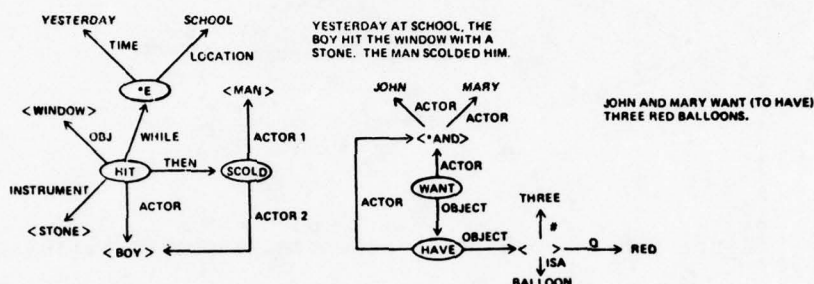 YESTERDAY
SCHOOL
TIME
LOCATION
*E
<MAN>
<WINDOW>
OBJ
WHILE
ACTOR 1
HIT
THEN
SCOLD
INSTRUMENT
ACTOR
ACTOR 2
<STONE>
<BOY>
YESTERDAY AT SCHOOL, THE
BOY HIT THE WINDOW WITH A
STONE. THE MAN SCOLDED HIM.
JOHN
MARY
ACTOR
ACTOR
<*AND>
ACTOR
WANT
ACTOR
OBJECT
HAVE
OBJECT
THREE
#
< >
Q
RED
ISA
BALLOON
JOHN AND MARY WANT (TO HAVE)
THREE RED BALLOONS.